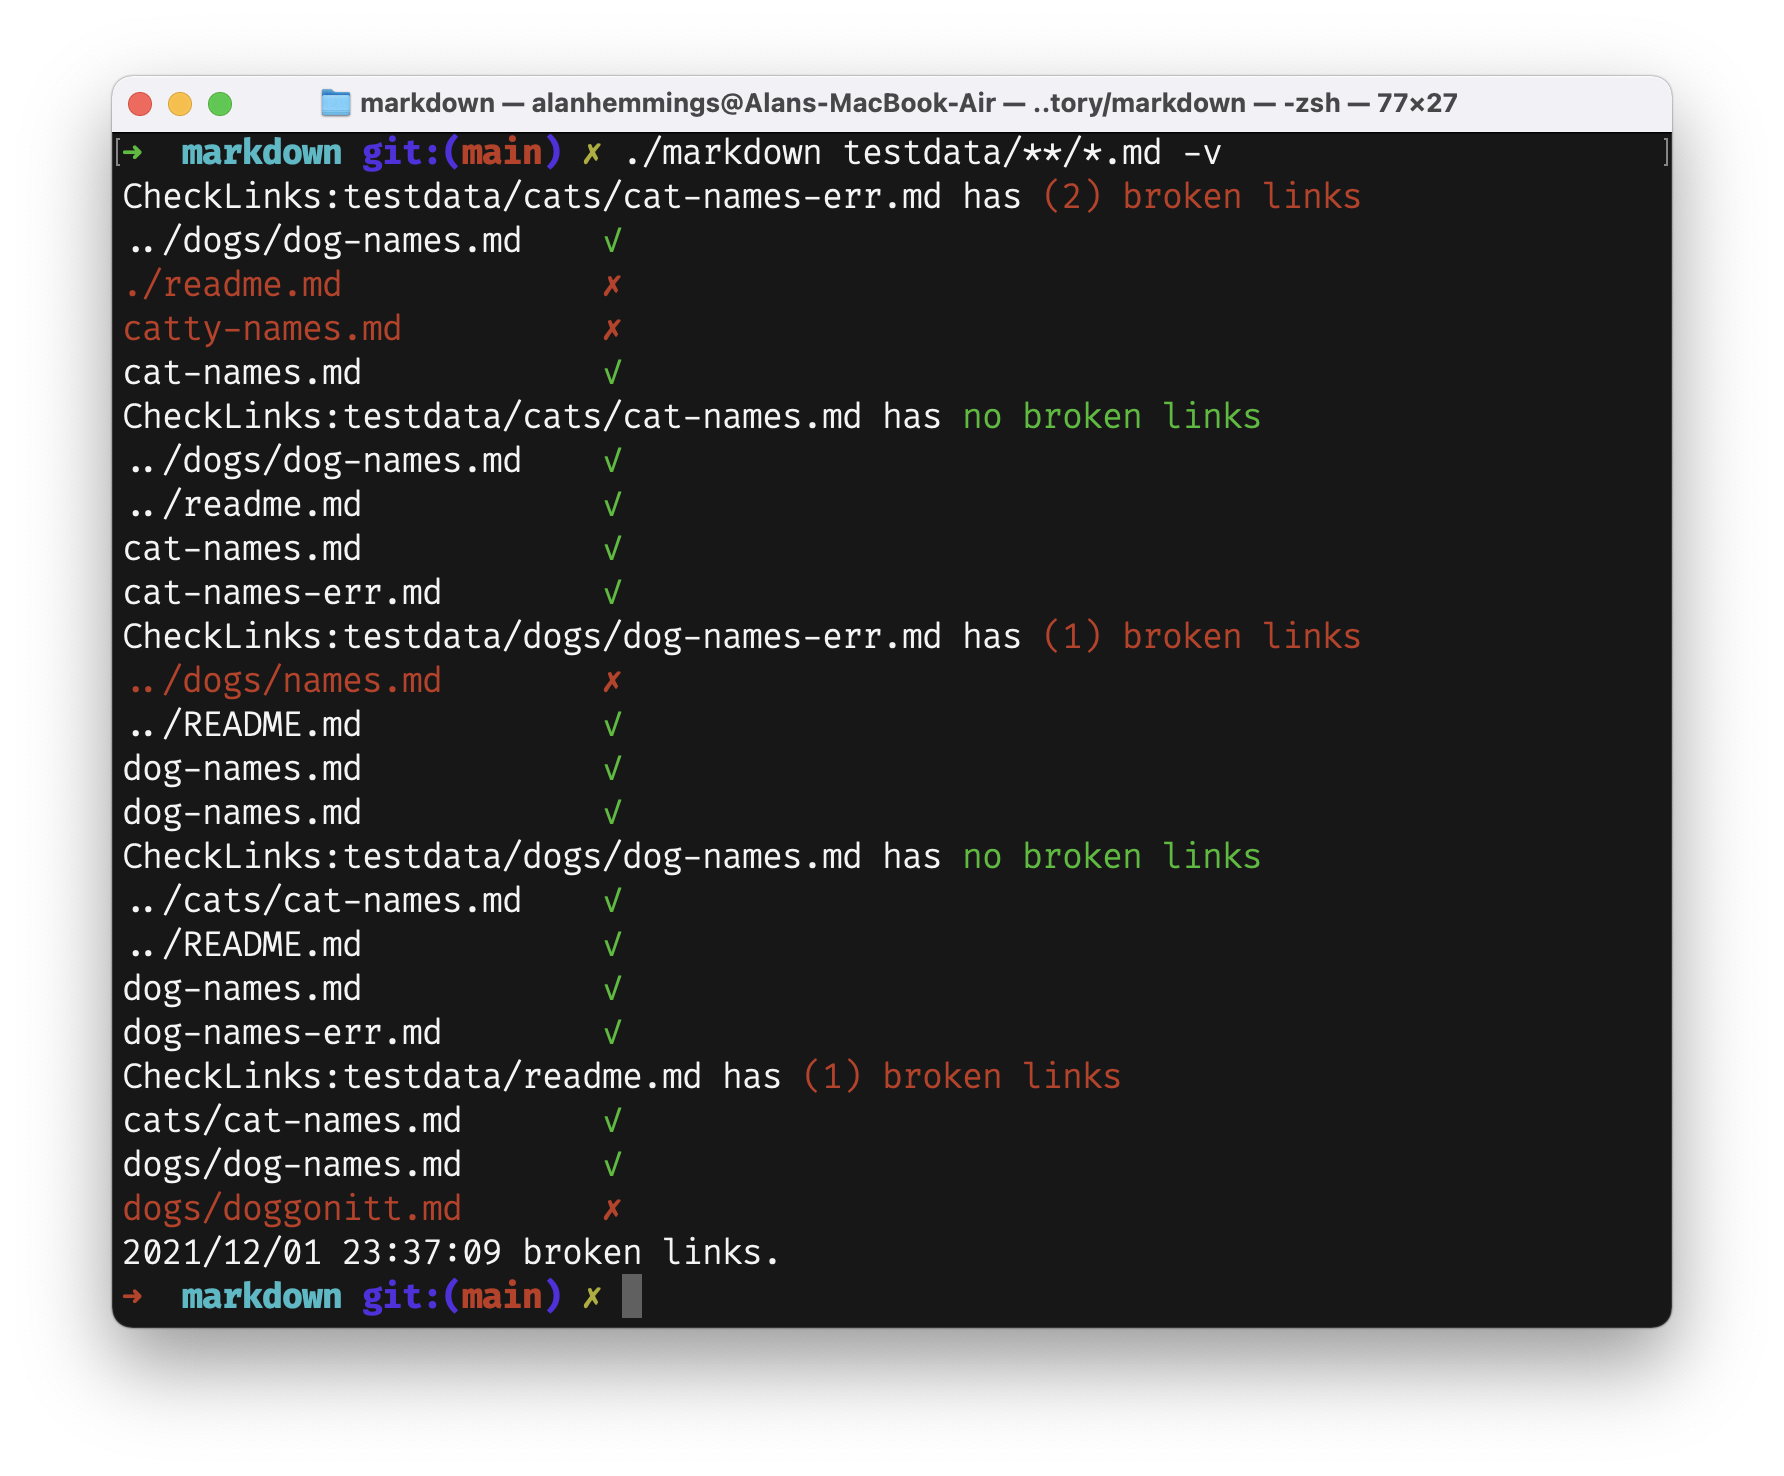 markdown — alanhemmings@Alans-MacBook-Air — ..tory/markdown — -zsh — 77×27
[➜  markdown git:(main) ✗ ./markdown testdata/**/*.md -v ]
CheckLinks:testdata/cats/cat-names-err.md has (2) broken links
../dogs/dog-names.md    √
./readme.md             ✗
catty-names.md          ✗
cat-names.md            √
CheckLinks:testdata/cats/cat-names.md has no broken links
../dogs/dog-names.md    √
../readme.md            √
cat-names.md            √
cat-names-err.md        √
CheckLinks:testdata/dogs/dog-names-err.md has (1) broken links
../dogs/names.md        ✗
../README.md            √
dog-names.md            √
dog-names.md            √
CheckLinks:testdata/dogs/dog-names.md has no broken links
../cats/cat-names.md    √
../README.md            √
dog-names.md            √
dog-names-err.md        √
CheckLinks:testdata/readme.md has (1) broken links
cats/cat-names.md       √
dogs/dog-names.md       √
dogs/doggonitt.md       ✗
2021/12/01 23:37:09 broken links.
➜  markdown git:(main) ✗